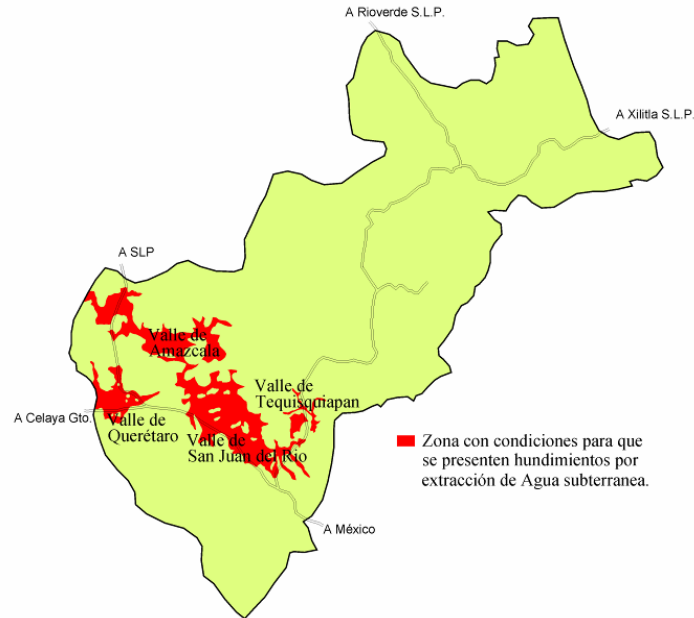 A Rioverde S.L.P.
A Xilitla S.L.P.
A SLP
Valle de
Amazcala
Valle de
Tequisquiapan
A Celaya Gto.
Valle de
Querétaro
Valle de
San Juan del Rio
Zona con condiciones para que
se presenten hundimientos por
extracción de Agua subterranea.
A México